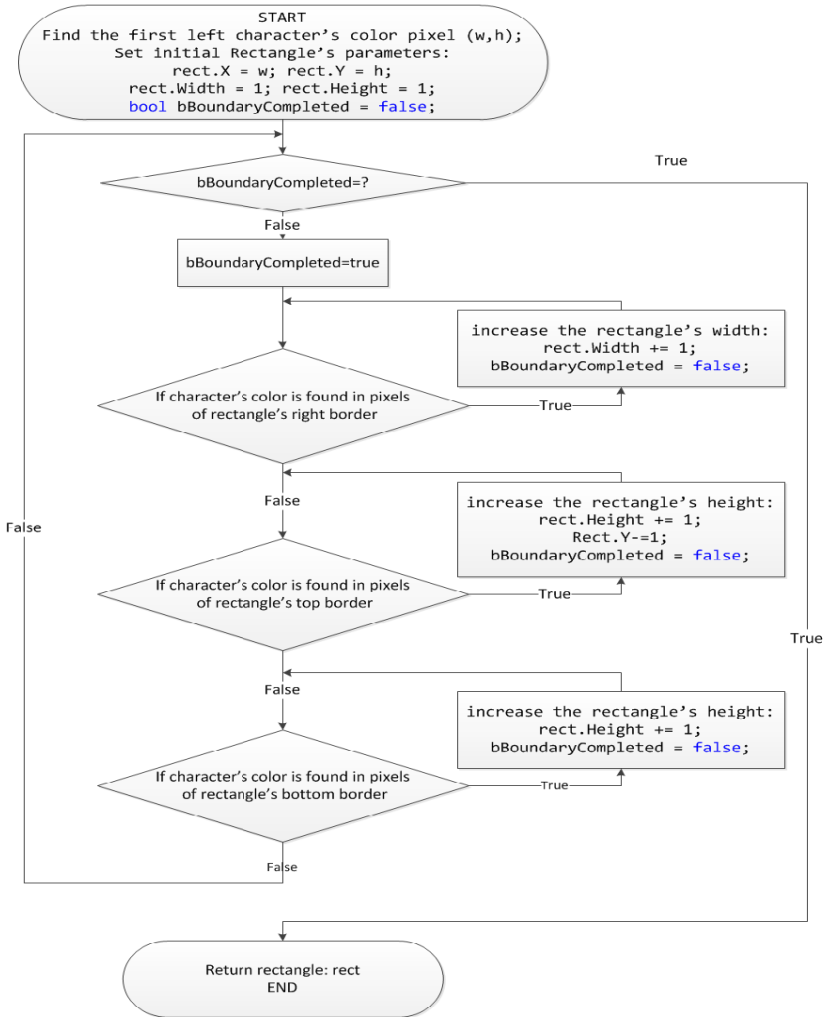 START
Find the first left character's color pixel (w,h);
Set initial Rectangle's parameters:
rect.X = w; rect.Y = h;
rect.Width = 1; rect.Height = 1;
bool bBoundaryCompleted = false;
True
bBoundaryCompleted=?
False
bBoundaryCompleted=true
increase the rectangle's width:
rect.Width += 1;
bBoundaryCompleted = false;
If character's color is found in pixels
of rectangle's right border
True
False
increase the rectangle's height:
rect.Height += 1;
Rect.Y-=1;
bBoundaryCompleted = false;
False
If character's color is found in pixels
of rectangle's top border
True
True
False
increase the rectangle's height:
rect.Height += 1;
bBoundaryCompleted = false;
If character's color is found in pixels
of rectangle's bottom border
True
False
Return rectangle: rect
END